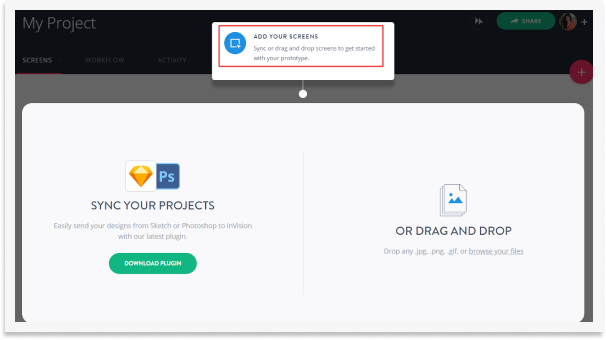 My Project
SHARE
+
ADD YOUR SCREENS
Sync or drag and drop screens to get started
with your prototype.
SCREENS
WORKFLOW
ACTIVITY
+
Ps
SYNC YOUR PROJECTS
Easily send your designs from Sketch or Photoshop to InVision
with our latest plugin.
DOWNLOAD PLUGIN
OR DRAG AND DROP
Drop any .jpg, .png, .gif, or browse your files